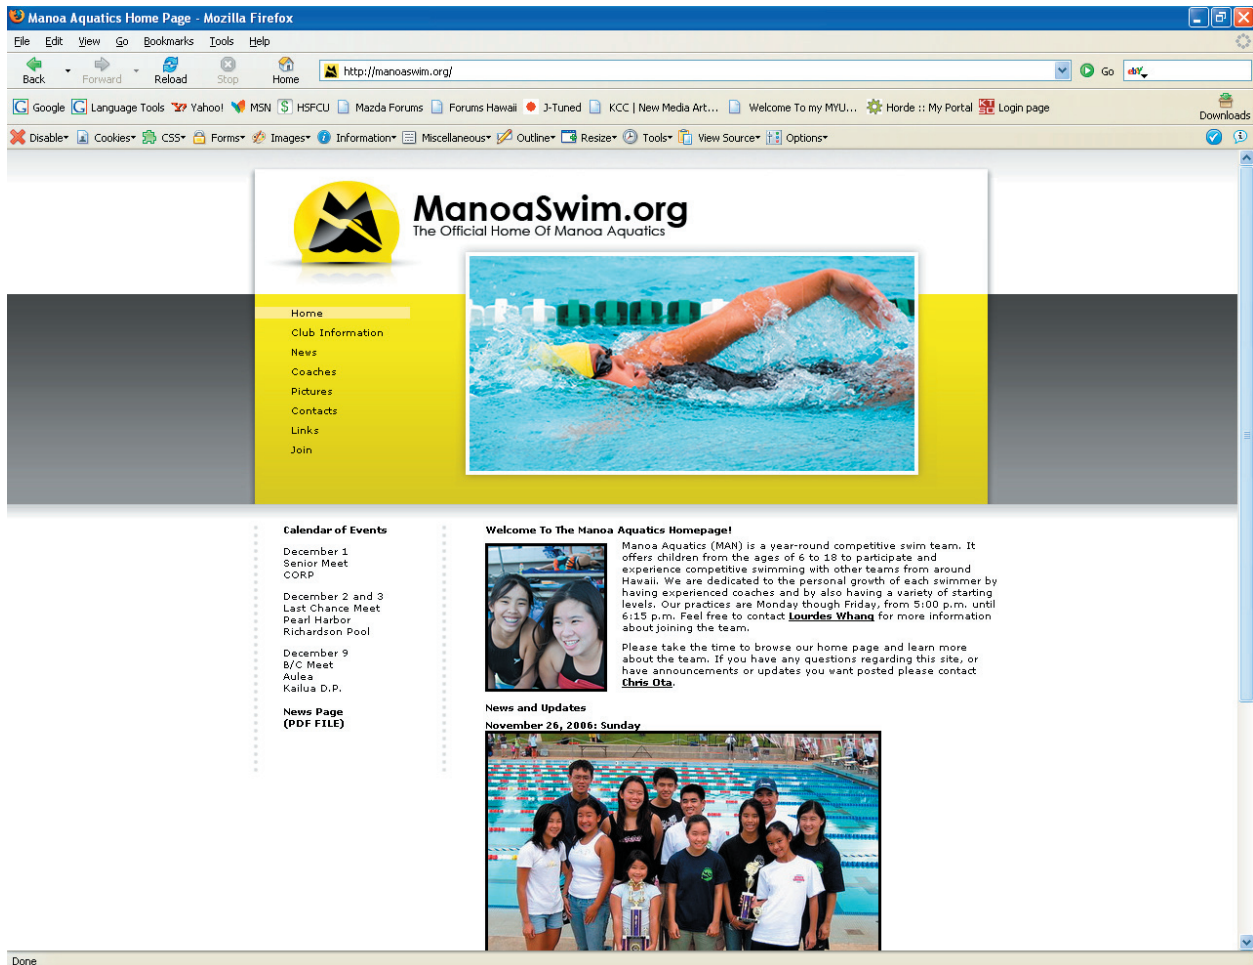 Manoa Aquatics Home Page - Mozilla Firefox
File Edit View Go Bookmarks Tools Help
Back Forward Reload Stop Home http://manoaswim.org/ Go ebY
Google Language Tools Yahoo! MSN HSFCU Mazda Forums Forums Hawaii J-Tuned KCC | New Media Art... Welcome To my MYU... Horde :: My Portal Login page Downloads
Disable Cookies CSS Forms Images Information Miscellaneous Outline Resize Tools View Source Options
ManoaSwim.org
The Official Home Of Manoa Aquatics
Home
Club Information
News
Coaches
Pictures
Contacts
Links
Join
Calendar of Events
December 1
Senior Meet
CORP
December 2 and 3
Last Chance Meet
Pearl Harbor
Richardson Pool
December 9
B/C Meet
Aulea
Kailua D.P.
News Page
(PDF FILE)
Welcome To The Manoa Aquatics Homepage!
Manoa Aquatics (MAN) is a year-round competitive swim team. It
offers children from the ages of 6 to 18 to participate and
experience competitive swimming with other teams from around
Hawaii. We are dedicated to the personal growth of each swimmer by
having experienced coaches and by also having a variety of starting
levels. Our practices are Monday though Friday, from 5:00 p.m. until
6:15 p.m. Feel free to contact Lourdes Whang for more information
about joining the team.
Please take the time to browse our home page and learn more
about the team. If you have any questions regarding this site, or
have announcements or updates you want posted please contact
Chris Ota.
News and Updates
November 26, 2006: Sunday
Done